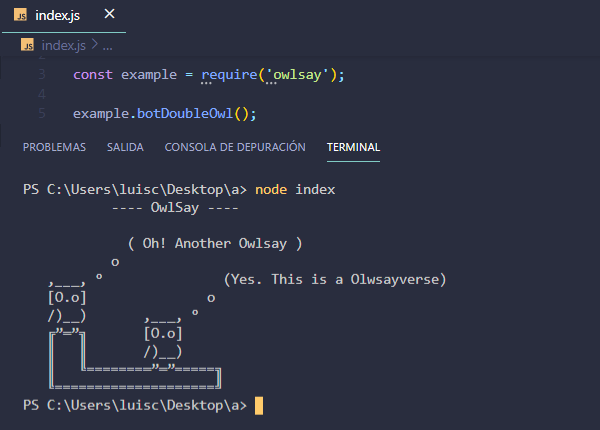 index.js ×
index.js > ...
3 const example = require('owlsay');
4
5 example.botDoubleOwl();
PROBLEMAS SALIDA CONSOLA DE DEPURACIÓN TERMINAL
PS C:\Users\luisc\Desktop\a> node index
---- OwlSay ----
( Oh! Another Owlsay )
o
,___, º (Yes. This is a Olwsayverse)
[O.o] o
/)__) ,___, º
╔”═”╗ [O.o]
║ ║ /)__)
║ ╚════════”═”═════╗
╚════════════════════╝
PS C:\Users\luisc\Desktop\a>